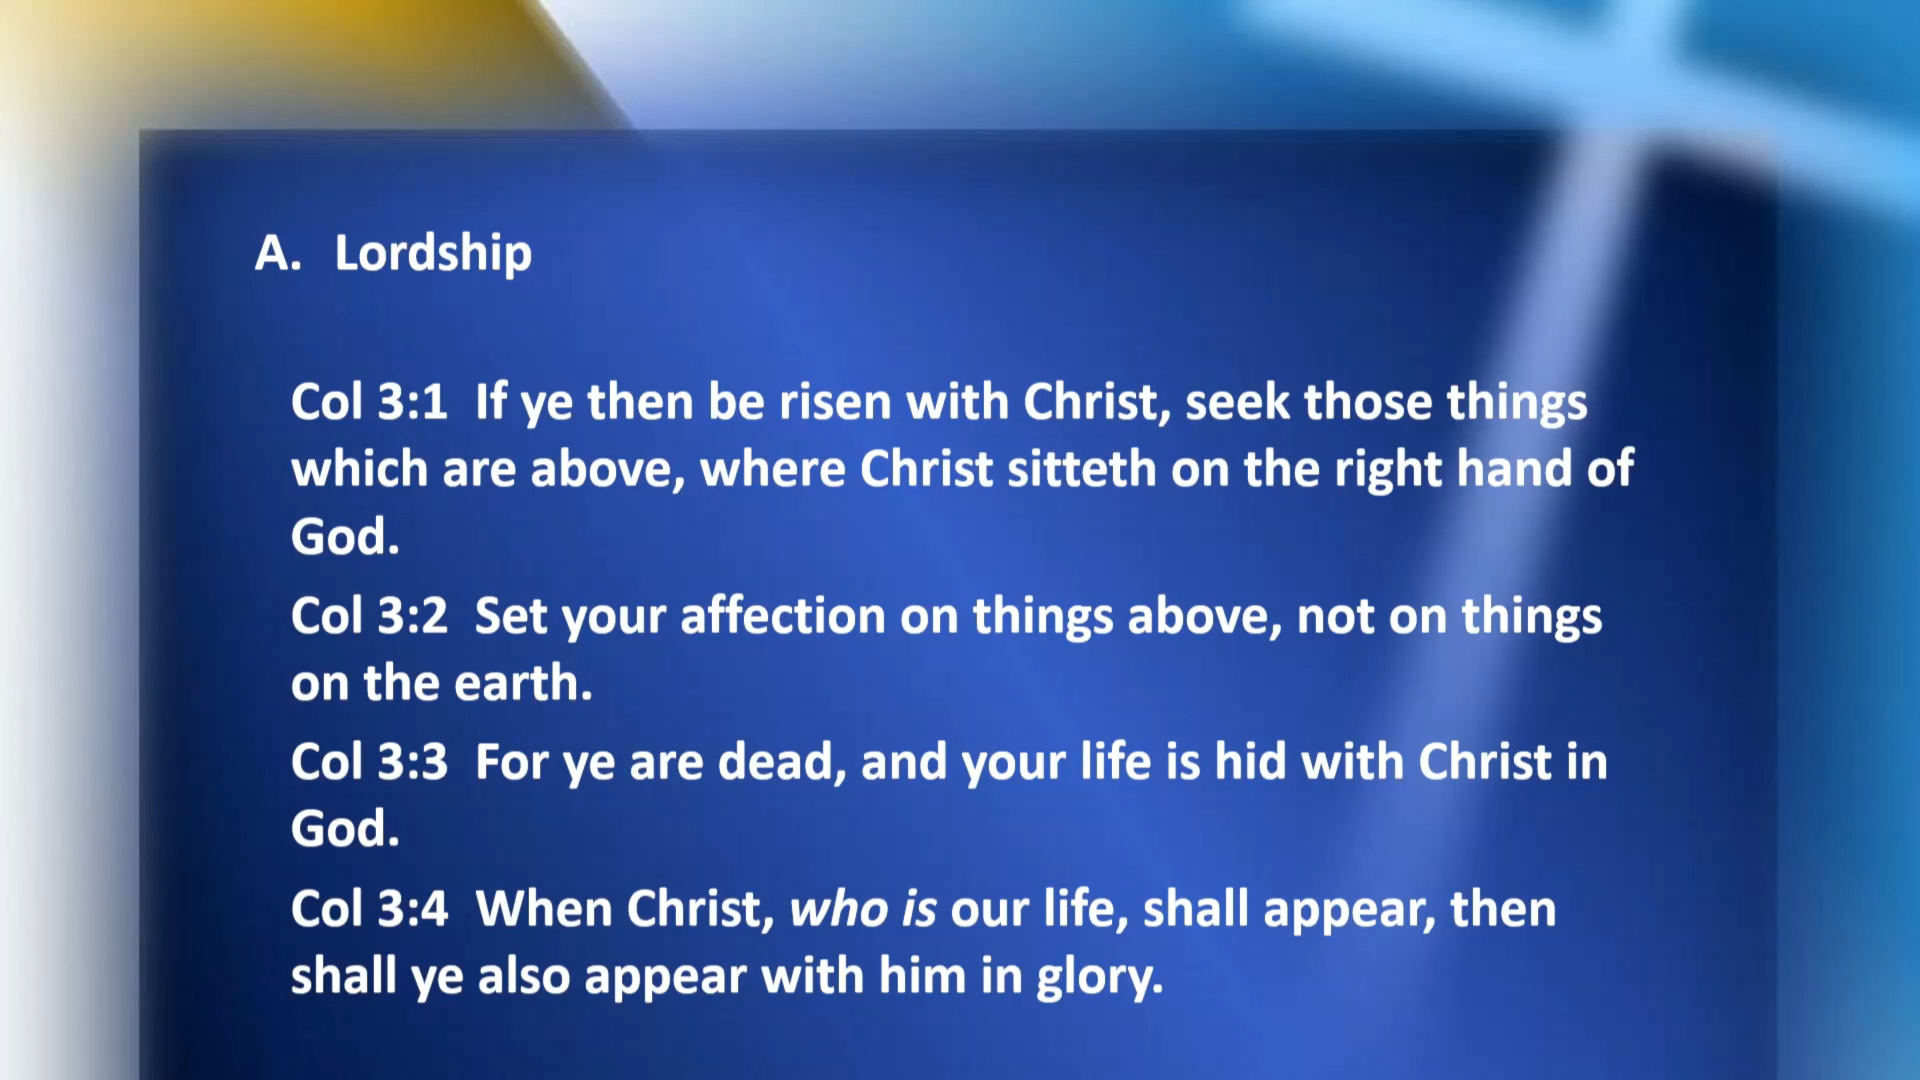 A. Lordship
Col 3:1 If ye then be risen with Christ, seek those things
which are above, where Christ sitteth on the right hand of
God.
Col 3:2 Set your affection on things above, not on things
on the earth.
Col 3:3 For ye are dead, and your life is hid with Christ in
God.
Col 3:4 When Christ, who is our life, shall appear, then
shall ye also appear with him in glory.